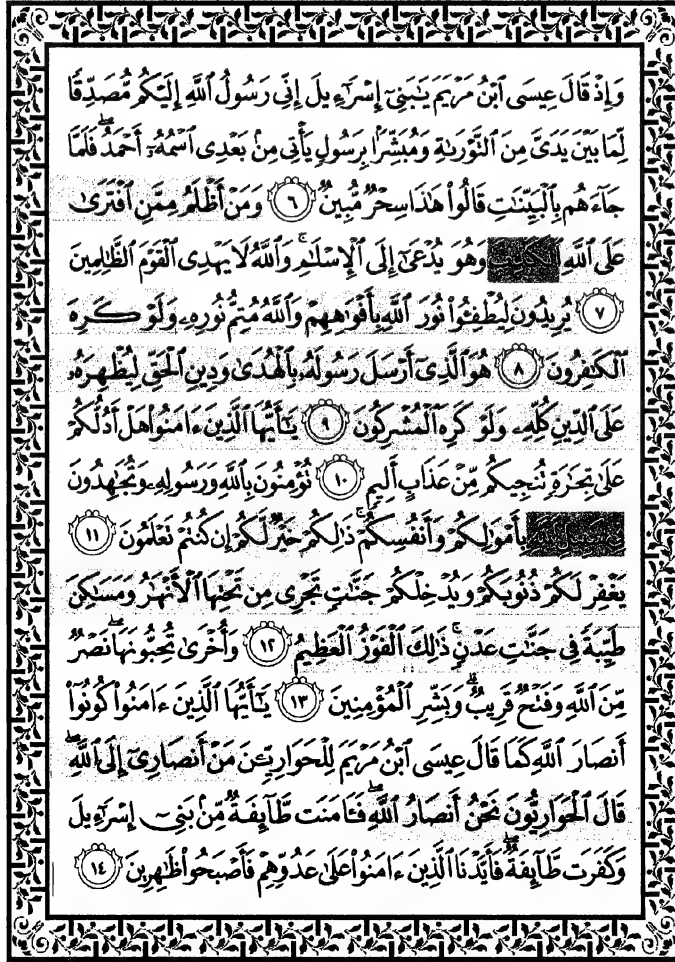 وَإِذْ قَالَ عِيسَى ٱبْنُ مَرْيَمَ يَـٰبَنِىٓ إِسْرَٰٓءِيلَ إِنِّى رَسُولُ ٱللَّهِ إِلَيْكُم مُّصَدِّقًا
لِّمَا بَيْنَ يَدَىَّ مِنَ ٱلتَّوْرَىٰةِ وَمُبَشِّرًۢا بِرَسُولٍ يَأْتِى مِنۢ بَعْدِى ٱسْمُهُۥٓ أَحْمَدُ ۖ فَلَمَّا
جَآءَهُم بِٱلْبَيِّنَـٰتِ قَالُوا۟ هَـٰذَا سِحْرٌ مُّبِينٌ ٦ وَمَنْ أَظْلَمُ مِمَّنِ ٱفْتَرَىٰ
عَلَى ٱللَّهِ ٱلْكَذِبَ وَهُوَ يُدْعَىٰٓ إِلَى ٱلْإِسْلَـٰمِ ۚ وَٱللَّهُ لَا يَهْدِى ٱلْقَوْمَ ٱلظَّـٰلِمِينَ
٧ يُرِيدُونَ لِيُطْفِـُٔوا۟ نُورَ ٱللَّهِ بِأَفْوَٰهِهِمْ وَٱللَّهُ مُتِمُّ نُورِهِۦ وَلَوْ كَرِهَ
ٱلْكَـٰفِرُونَ ٨ هُوَ ٱلَّذِىٓ أَرْسَلَ رَسُولَهُۥ بِٱلْهُدَىٰ وَدِينِ ٱلْحَقِّ لِيُظْهِرَهُۥ
عَلَى ٱلدِّينِ كُلِّهِۦ وَلَوْ كَرِهَ ٱلْمُشْرِكُونَ ٩ يَـٰٓأَيُّهَا ٱلَّذِينَ ءَامَنُوا۟ هَلْ أَدُلُّكُمْ
عَلَىٰ تِجَـٰرَةٍ تُنجِيكُم مِّنْ عَذَابٍ أَلِيمٍ ١٠ تُؤْمِنُونَ بِٱللَّهِ وَرَسُولِهِۦ وَتُجَـٰهِدُونَ
فِى سَبِيلِ ٱللَّهِ بِأَمْوَٰلِكُمْ وَأَنفُسِكُمْ ۚ ذَٰلِكُمْ خَيْرٌ لَّكُمْ إِن كُنتُمْ تَعْلَمُونَ ١١
يَغْفِرْ لَكُمْ ذُنُوبَكُمْ وَيُدْخِلْكُمْ جَنَّـٰتٍ تَجْرِى مِن تَحْتِهَا ٱلْأَنْهَـٰرُ وَمَسَـٰكِنَ
طَيِّبَةً فِى جَنَّـٰتِ عَدْنٍ ۚ ذَٰلِكَ ٱلْفَوْزُ ٱلْعَظِيمُ ١٢ وَأُخْرَىٰ تُحِبُّونَهَا ۖ نَصْرٌ
مِّنَ ٱللَّهِ وَفَتْحٌ قَرِيبٌ ۗ وَبَشِّرِ ٱلْمُؤْمِنِينَ ١٣ يَـٰٓأَيُّهَا ٱلَّذِينَ ءَامَنُوا۟ كُونُوٓا۟
أَنصَارَ ٱللَّهِ كَمَا قَالَ عِيسَى ٱبْنُ مَرْيَمَ لِلْحَوَارِيِّـۧنَ مَنْ أَنصَارِىٓ إِلَى ٱللَّهِ ۖ
قَالَ ٱلْحَوَارِيُّونَ نَحْنُ أَنصَارُ ٱللَّهِ ۖ فَـَٔامَنَت طَّآئِفَةٌ مِّنۢ بَنِىٓ إِسْرَٰٓءِيلَ
وَكَفَرَت طَّآئِفَةٌ ۖ فَأَيَّدْنَا ٱلَّذِينَ ءَامَنُوا۟ عَلَىٰ عَدُوِّهِمْ فَأَصْبَحُوا۟ ظَـٰهِرِينَ ١٤